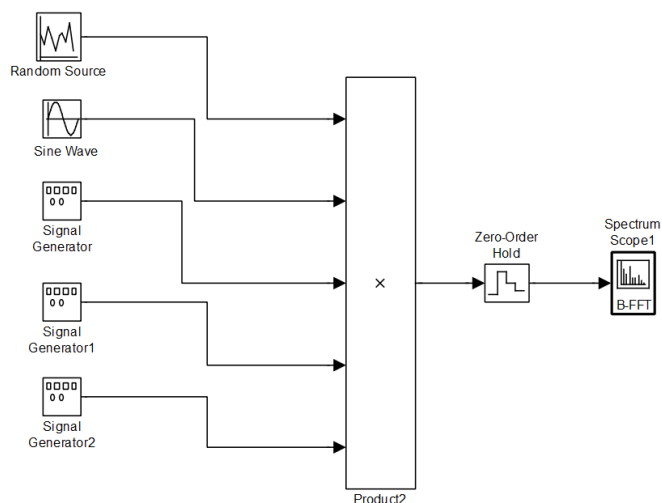 Random Source
Sine Wave
Signal
Generator
Signal
Generator1
Signal
Generator2
×
Product2
Zero-Order
Hold
Spectrum
Scope1
B-FFT